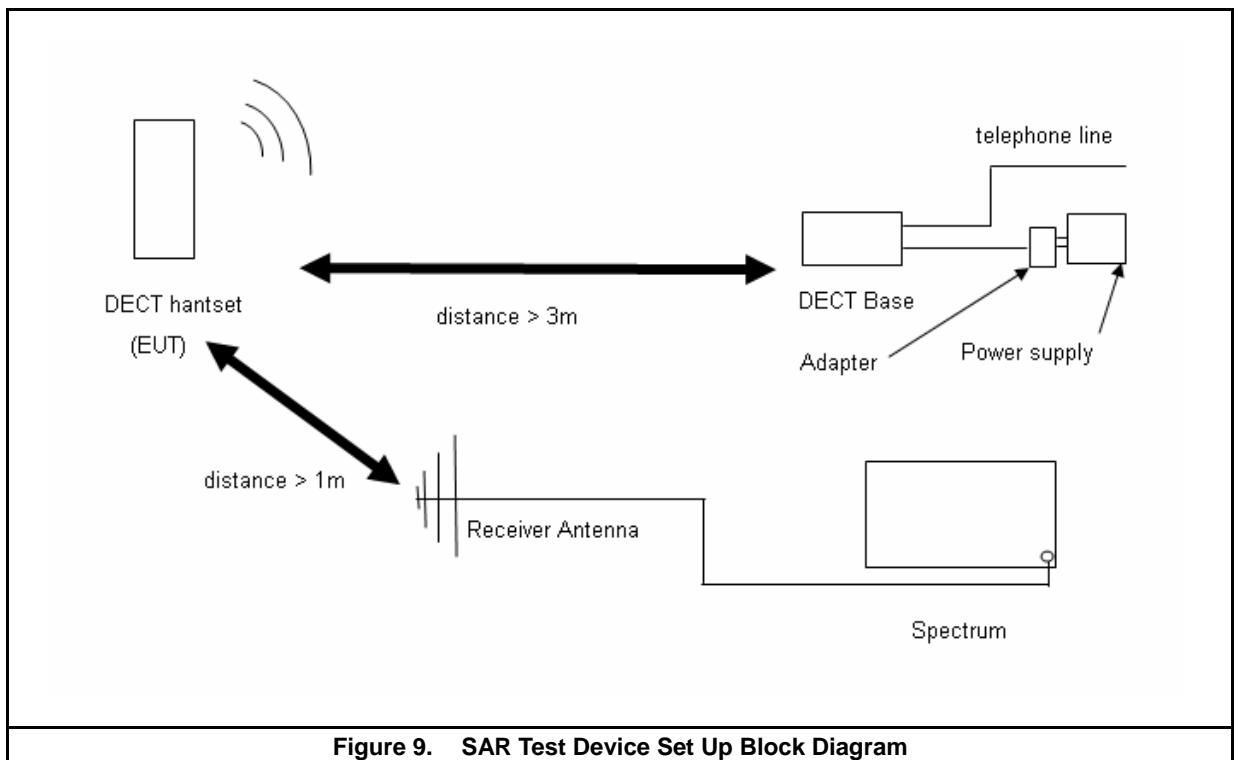 telephone line
DECT hantset
(EUT)
distance > 3m
DECT Base
Adapter
Power supply
distance > 1m
Receiver Antenna
Spectrum
Figure 9. SAR Test Device Set Up Block Diagram